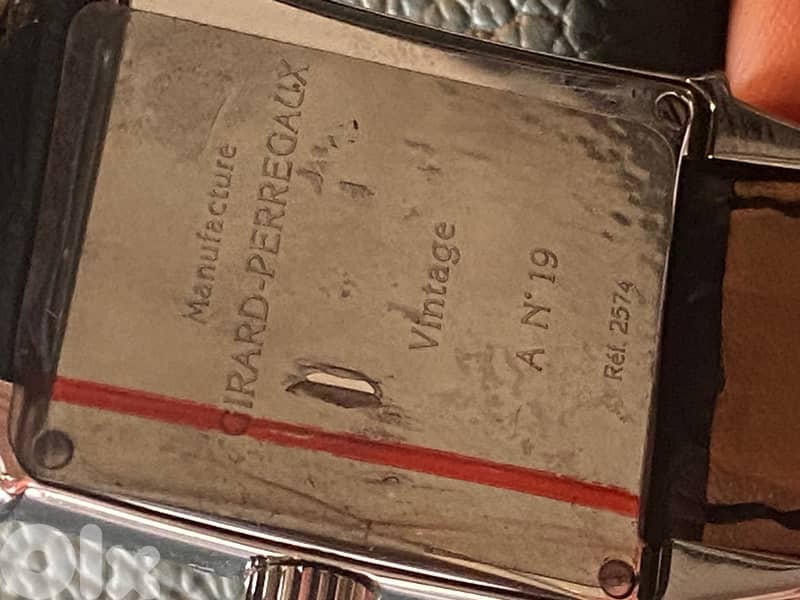 Manufacture
GIRARD-PERREGAUX
Vintage
A N° 19
Réf. 2574
Olx